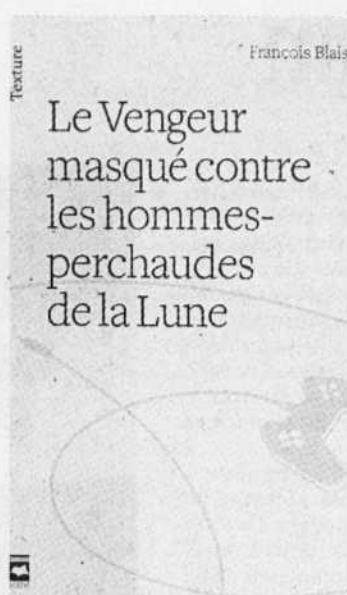 Texture
François Blais
Le Vengeur
masqué contre
les hommes-
perchaudes
de la Lune